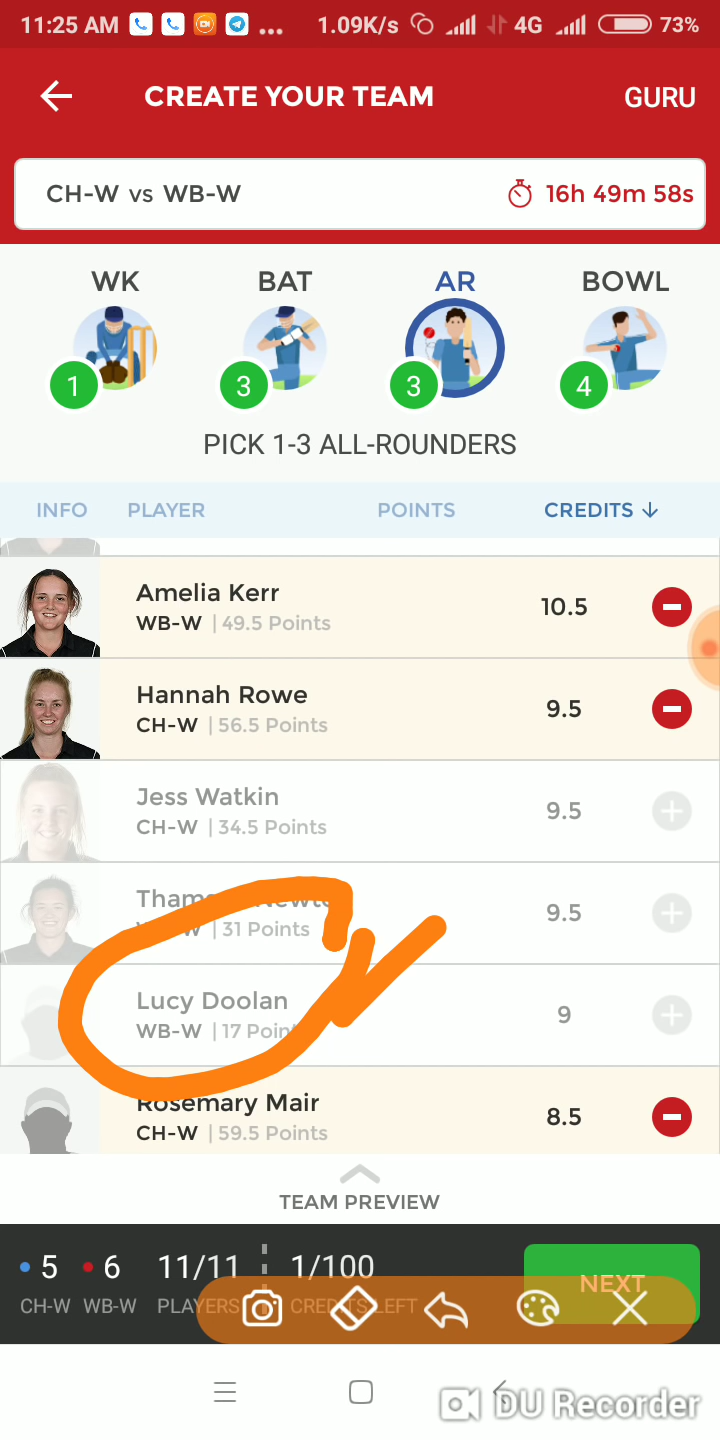 11:25 AM ... 1.09K/s 4G 73%
CREATE YOUR TEAM GURU
CH-W vs WB-W 16h 49m 58s
WK BAT AR BOWL
1 3 3 4
PICK 1-3 ALL-ROUNDERS
INFO PLAYER POINTS CREDITS
Amelia Kerr
WB-W | 49.5 Points 10.5
Hannah Rowe
CH-W | 56.5 Points 9.5
Jess Watkin
CH-W | 34.5 Points 9.5
| 31 Points 9.5
Lucy Doolan
WB-W | 17 9
Rosemary Mair
CH-W | 59.5 Points 8.5
TEAM PREVIEW
5 6 11/11 1/100 NEXT
CH-W WB-W PLAYERS CREDITS LEFT
DU Recorder